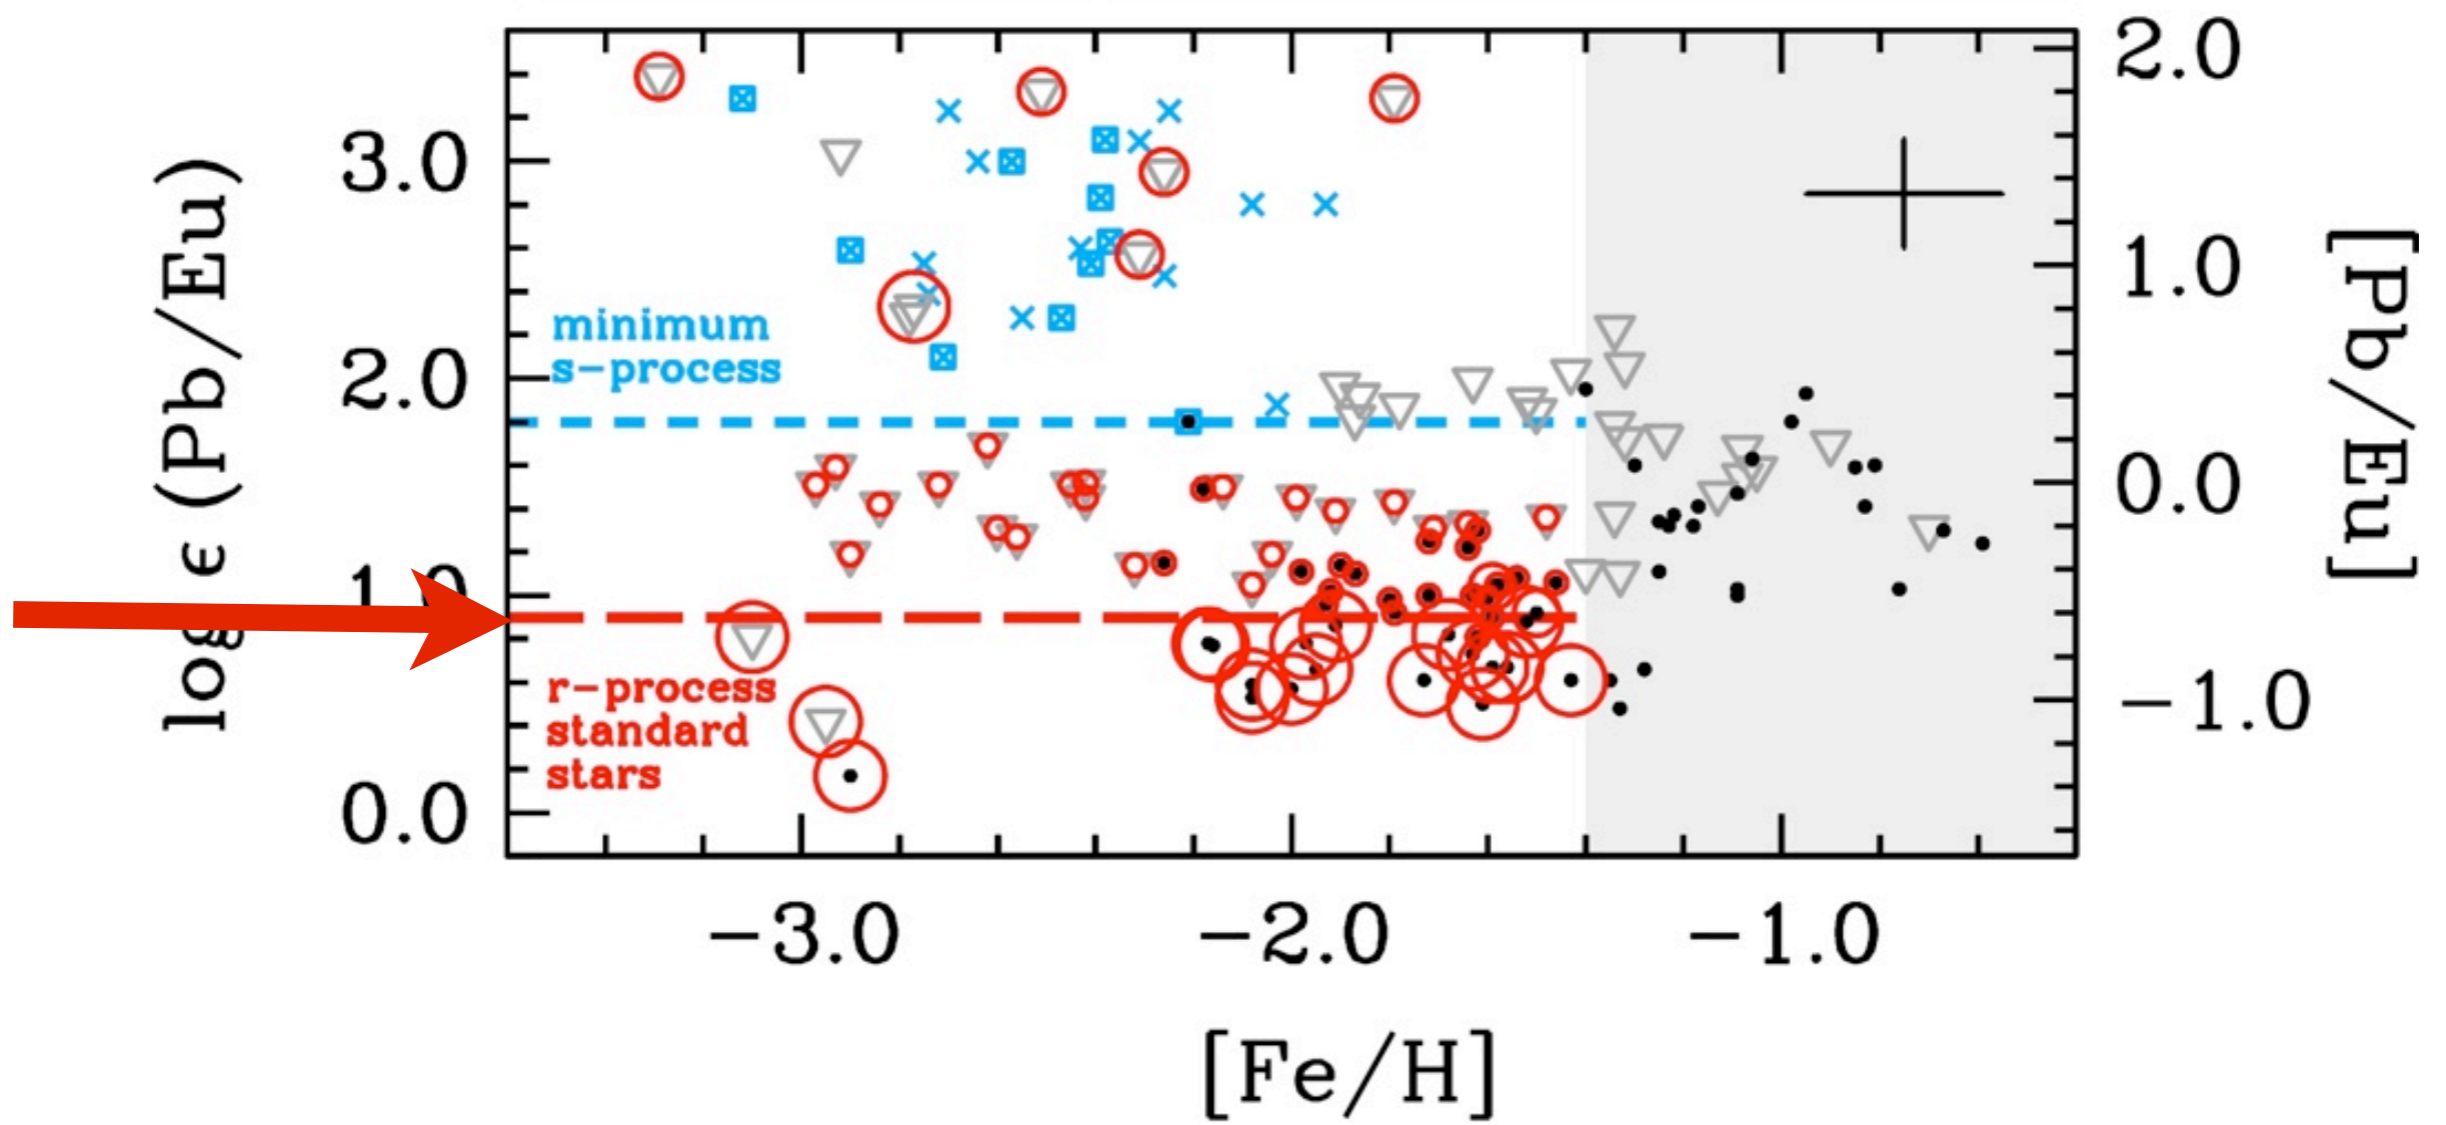 log ϵ (Pb/Eu)
3.0
2.0
1.0
0.0
minimum
s-process
r-process
standard
stars
2.0
1.0
0.0
-1.0
[Pb/Eu]
-3.0
-2.0
-1.0
[Fe/H]